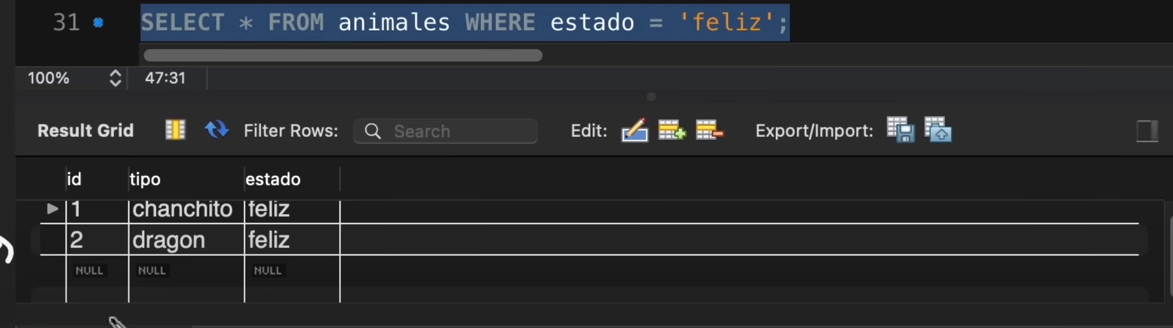 31 SELECT * FROM animales WHERE estado = 'feliz';
100% 47:31
Result Grid Filter Rows: Search Edit: Export/Import:
id tipo estado
1 chanchito feliz
2 dragon feliz
NULL NULL NULL